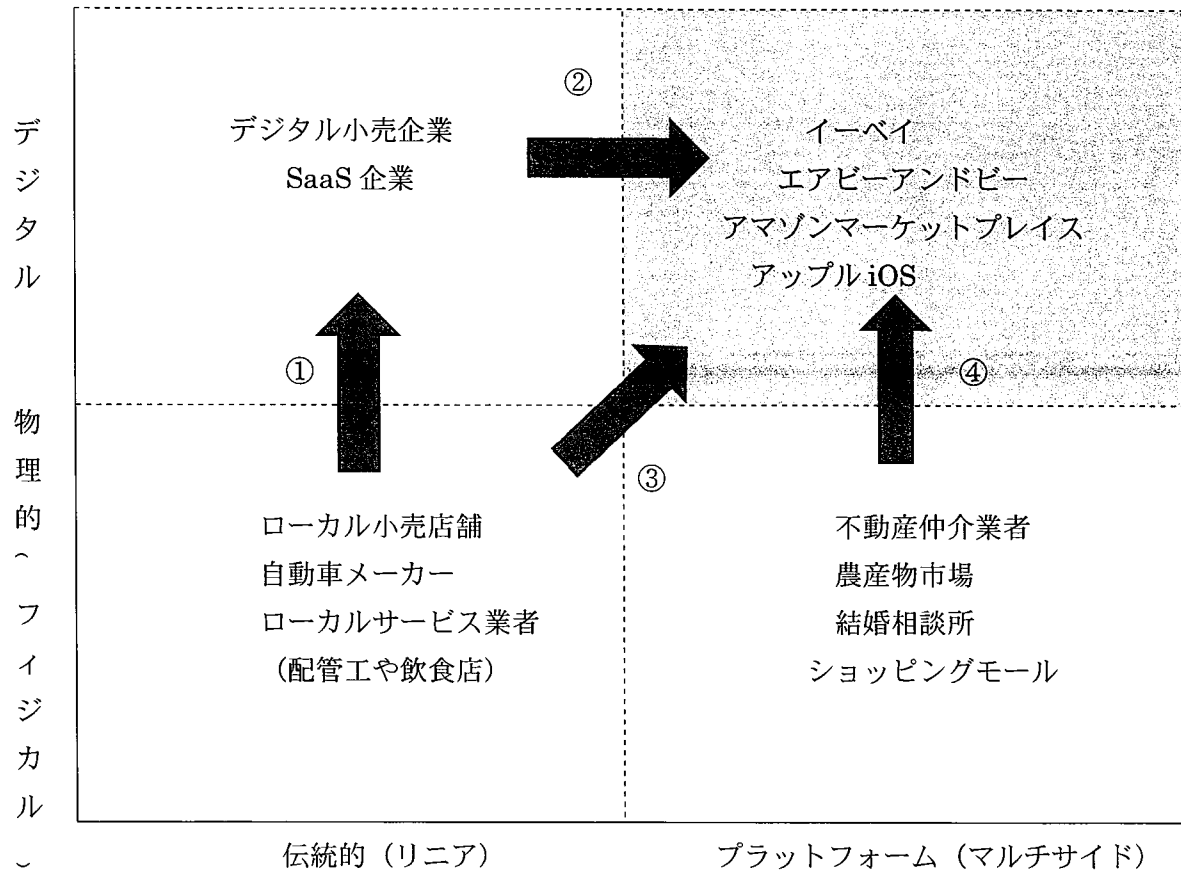 デジタル
物理的(フィジカル)
②
デジタル小売企業
SaaS 企業
イーベイ
エアビーアンドビー
アマゾンマーケットプレイス
アップル iOS
①
④
③
ローカル小売店舗
自動車メーカー
ローカルサービス業者
(配管工や飲食店)
不動産仲介業者
農産物市場
結婚相談所
ショッピングモール
伝統的(リニア)
プラットフォーム(マルチサイド)